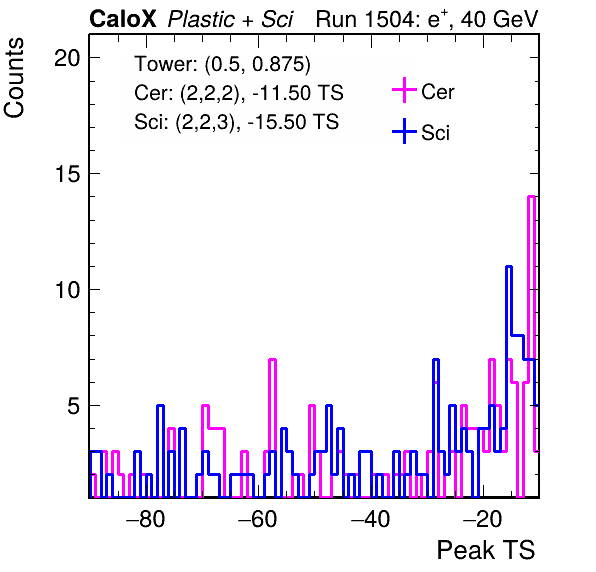 CaloX Plastic + Sci Run 1504: e+, 40 GeV
Tower: (0.5, 0.875)
Cer: (2,2,2), -11.50 TS
Sci: (2,2,3), -15.50 TS
Cer
Sci
Counts
20
15
10
5
−80 −60 −40 −20
Peak TS